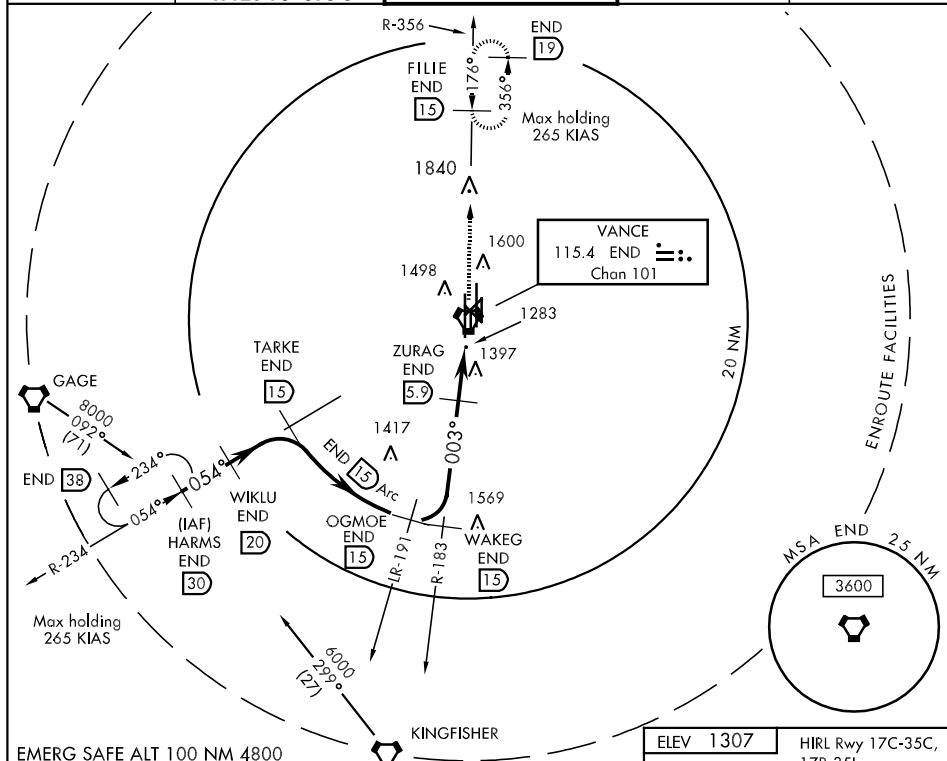 R-356
END
19
FILIE
END
15
176°
356°
Max holding
265 KIAS
1840
VANCE
115.4 END
Chan 101
1600
1498
1283
TARKE
END
15
ZURAG
END
5.9
1397
20 NM
ENROUTE FACILITIES
GAGE
8000
092°
(71)
1417
003°
END 38
234°
054°
054°
END 15 Arc
WIKLU
END
20
(IAF)
HARMS
END
30
R-234
OGMOE
END
15
1569
WAKEG
END
15
LR-191
R-183
MSA END 25 NM
3600
Max holding
265 KIAS
6000
299°
(27)
KINGFISHER
EMERG SAFE ALT 100 NM 4800
ELEV 1307
HIRL Rwy 17C-35C,